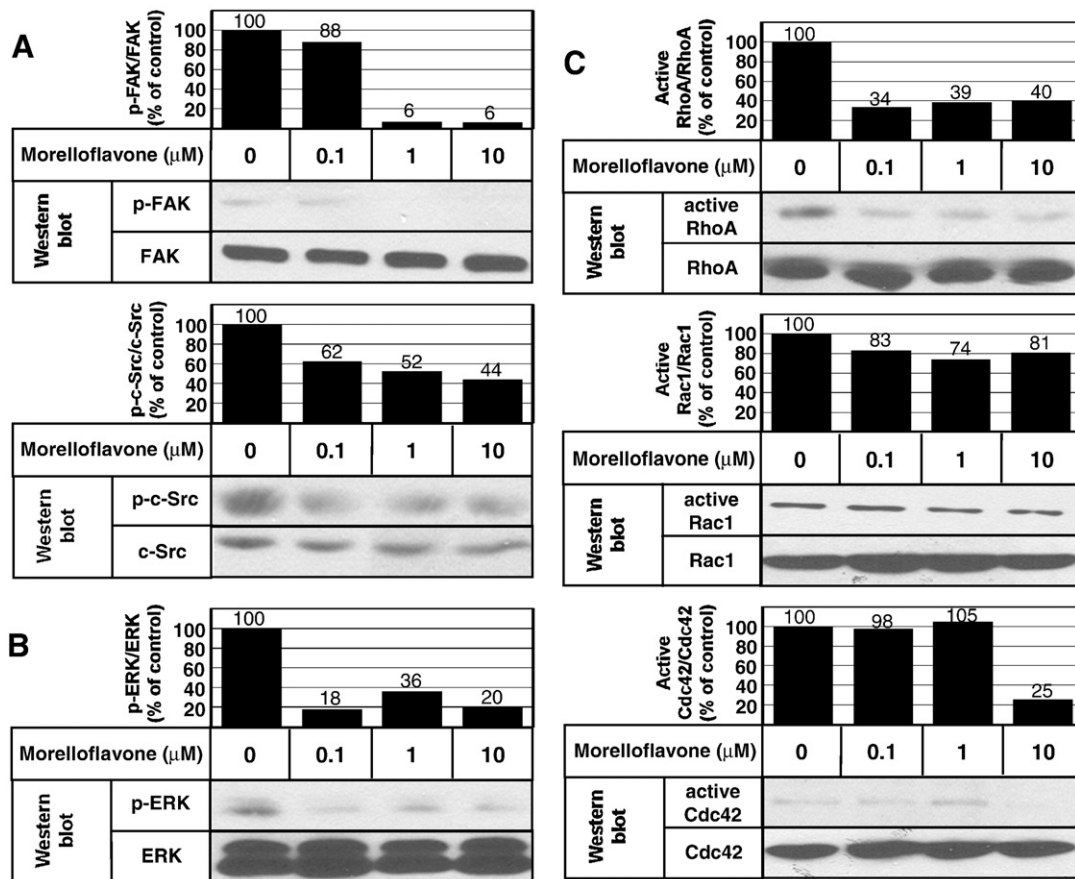 A
p-FAK/FAK
(% of control)
100
80
60
40
20
100
88
6
6
Morelloflavone (μM)
0
0.1
1
10
Western
blot
p-FAK
FAK
p-c-Src/c-Src
(% of control)
100
80
60
40
20
100
62
52
44
Morelloflavone (μM)
0
0.1
1
10
Western
blot
p-c-Src
c-Src
B
p-ERK/ERK
(% of control)
100
80
60
40
20
100
18
36
20
Morelloflavone (μM)
0
0.1
1
10
Western
blot
p-ERK
ERK
C
Active
RhoA/RhoA
(% of control)
100
80
60
40
20
100
34
39
40
Morelloflavone (μM)
0
0.1
1
10
Western
blot
active
RhoA
RhoA
Active
Rac1/Rac1
(% of control)
100
80
60
40
20
100
83
74
81
Morelloflavone (μM)
0
0.1
1
10
Western
blot
active
Rac1
Rac1
Active
Cdc42/Cdc42
(% of control)
100
80
60
40
20
100
98
105
25
Morelloflavone (μM)
0
0.1
1
10
Western
blot
active
Cdc42
Cdc42